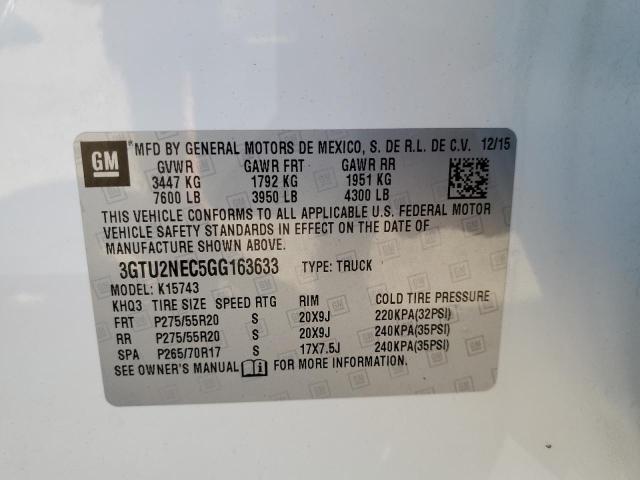 GM *MFD BY GENERAL MOTORS DE MEXICO, S. DE R.L. DE C.V. 12/15
GVWR GAWR FRT GAWR RR
3447 KG 1792 KG 1951 KG
7600 LB 3950 LB 4300 LB
THIS VEHICLE CONFORMS TO ALL APPLICABLE U.S. FEDERAL MOTOR
VEHICLE SAFETY STANDARDS IN EFFECT ON THE DATE OF
MANUFACTURE SHOWN ABOVE.
3GTU2NEC5GG163633 TYPE: TRUCK
MODEL: K15743
KHQ3 TIRE SIZE SPEED RTG RIM COLD TIRE PRESSURE
FRT P275/55R20 S 20X9J 220KPA(32PSI)
RR P275/55R20 S 20X9J 240KPA(35PSI)
SPA P265/70R17 S 17X7.5J 240KPA(35PSI)
SEE OWNER'S MANUAL FOR MORE INFORMATION.